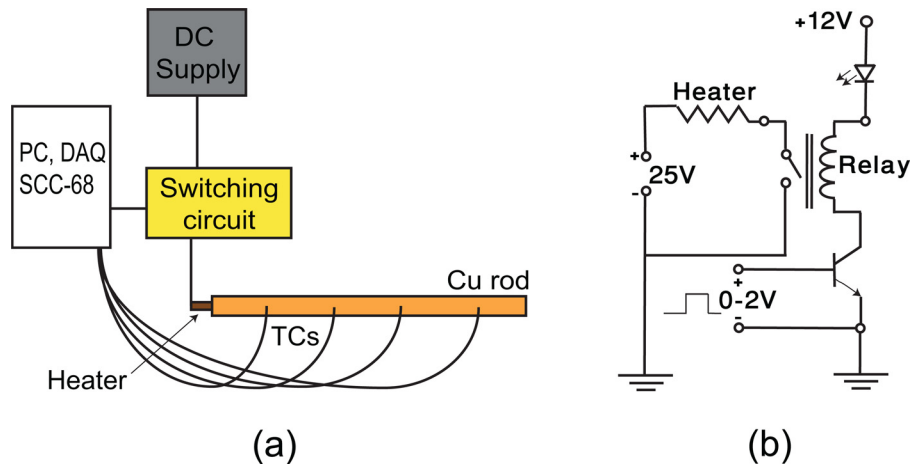 DC
Supply
PC, DAQ
SCC-68
Switching
circuit
Cu rod
TCs
Heater
(a)
+12V
Heater
+
25V
-
Relay
+
0-2V
-
(b)